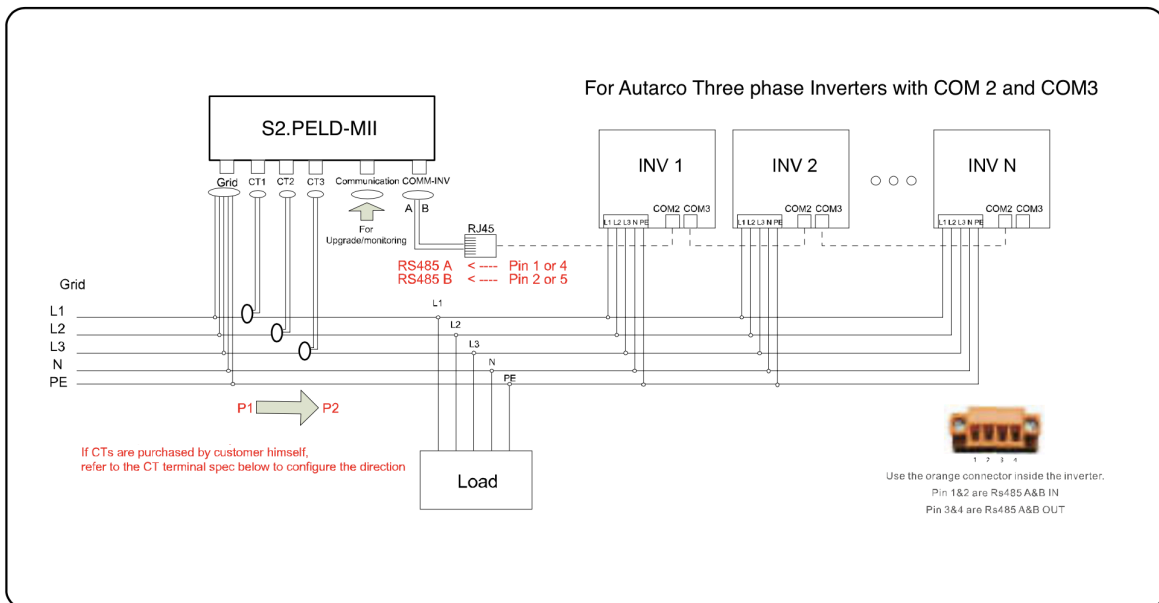 For Autarco Three phase Inverters with COM 2 and COM3
S2.PELD-MII
Grid CT1 CT2 CT3 Communication COMM-INV
A B
For
Upgrade/monitoring
RJ45
RS485 A < ---- Pin 1 or 4
RS485 B < ---- Pin 2 or 5
INV 1
COM2 COM3
L1 L2 L3 N PE
INV 2
COM2 COM3
L1 L2 L3 N PE
INV N
COM2 COM3
L1 L2 L3 N PE
Grid
L1
L2
L3
N
PE
L1
L2
L3
N
PE
P1 P2
If CTs are purchased by customer himself,
refer to the CT terminal spec below to configure the direction
Load
1 2 3 4
Use the orange connector inside the inverter.
Pin 1&2 are Rs485 A&B IN
Pin 3&4 are Rs485 A&B OUT